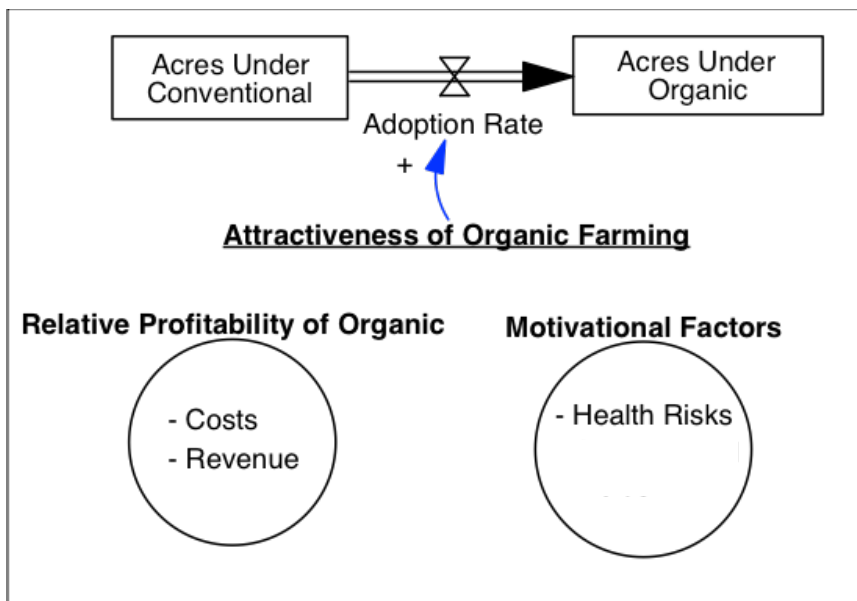 Acres Under
Conventional
Acres Under
Organic
Adoption Rate
+
Attractiveness of Organic Farming
Relative Profitability of Organic
Motivational Factors
- Costs
- Revenue
- Health Risks